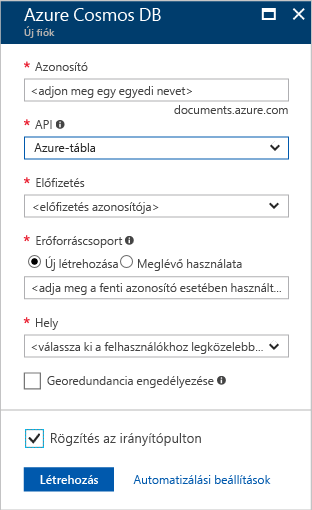 Azure Cosmos DB
Új fiók
* Azonosító
<adjon meg egy egyedi nevet>
documents.azure.com
* API
Azure-tábla
* Előfizetés
<előfizetés azonosítója>
* Erőforráscsoport
Új létrehozása Meglévő használata
<adja meg a fenti azonosító esetében használt...
* Hely
<válassza ki a felhasználókhoz legközelebb...
Georedundancia engedélyezése
Rögzítés az irányítópulton
Létrehozás Automatizálási beállítások